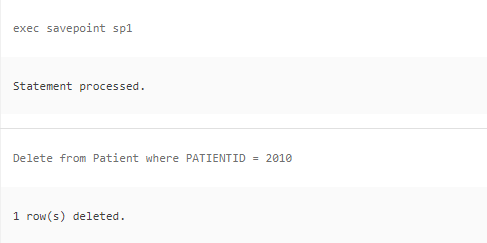 exec savepoint sp1
Statement processed.
Delete from Patient where PATIENTID = 2010
1 row(s) deleted.